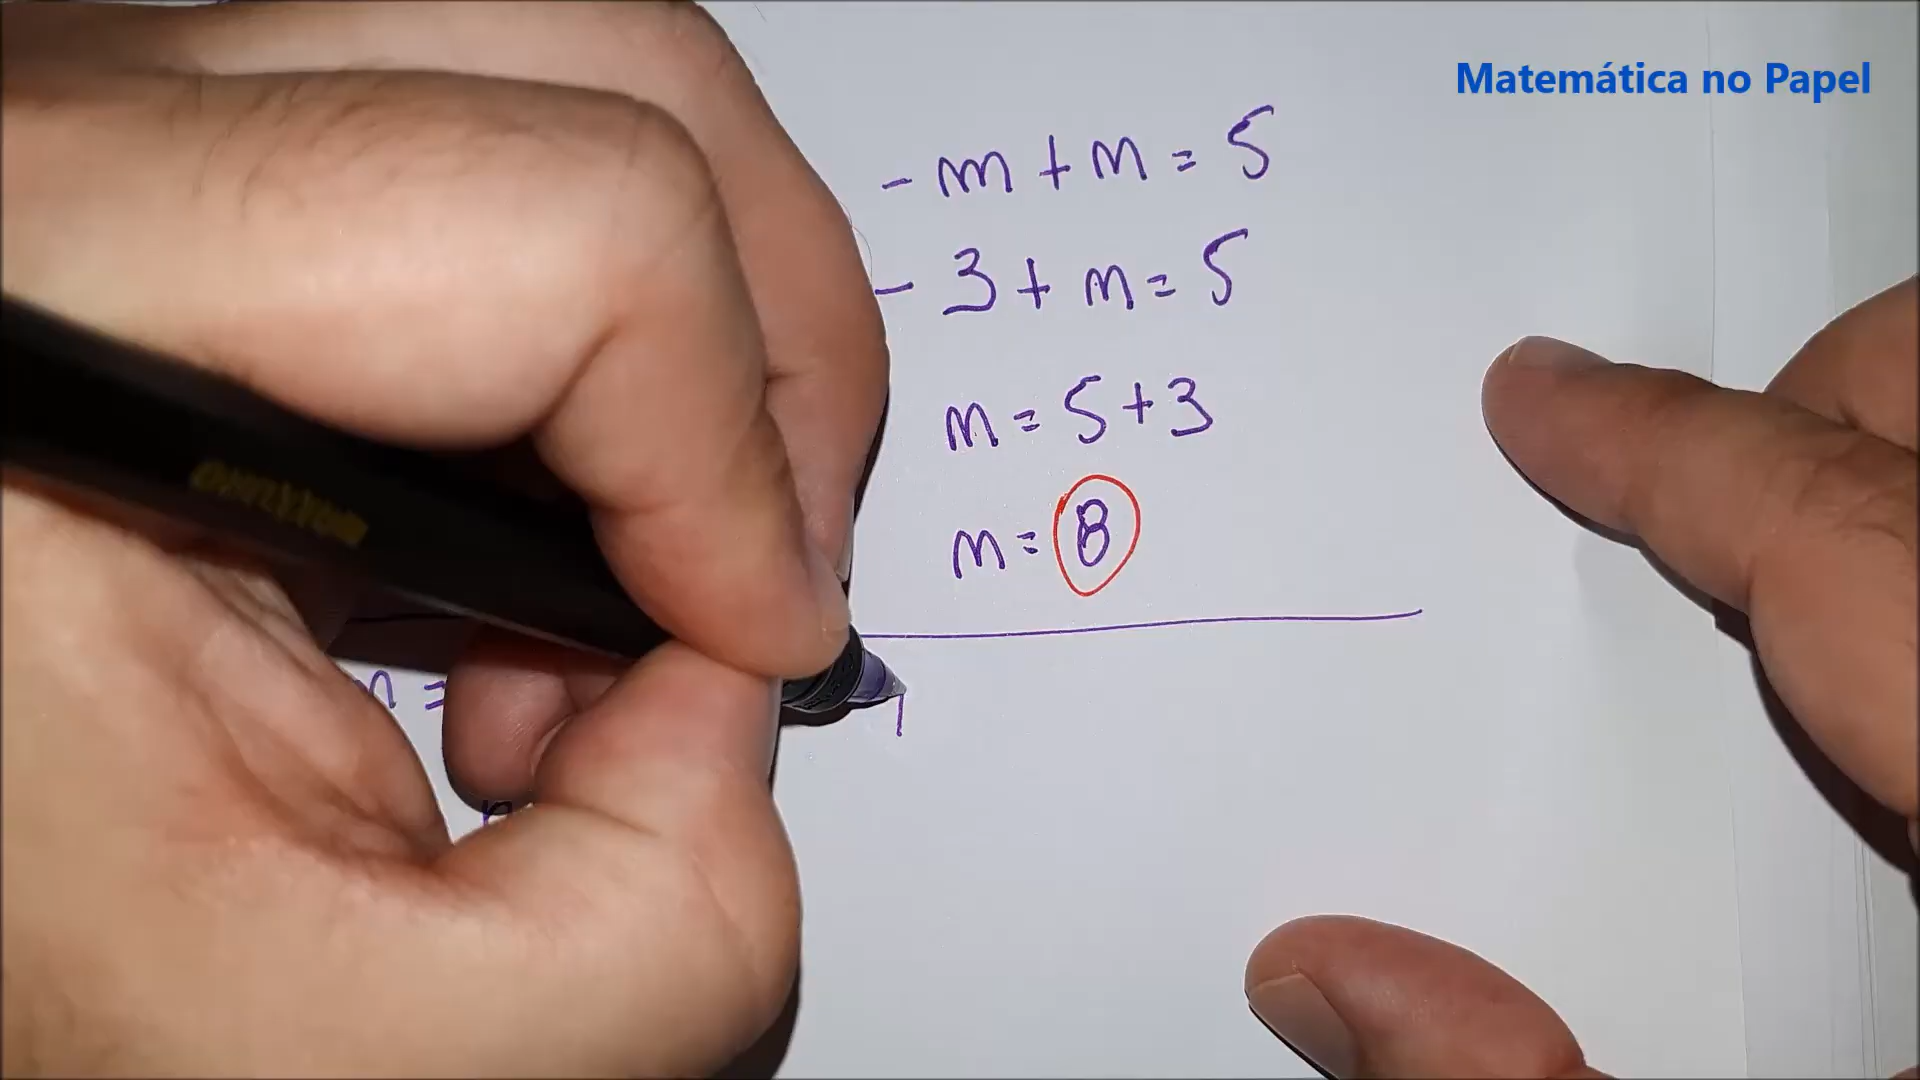 Matemática no Papel
- m + m = 5
- 3 + m = 5
m = 5 + 3
m = 8
m =